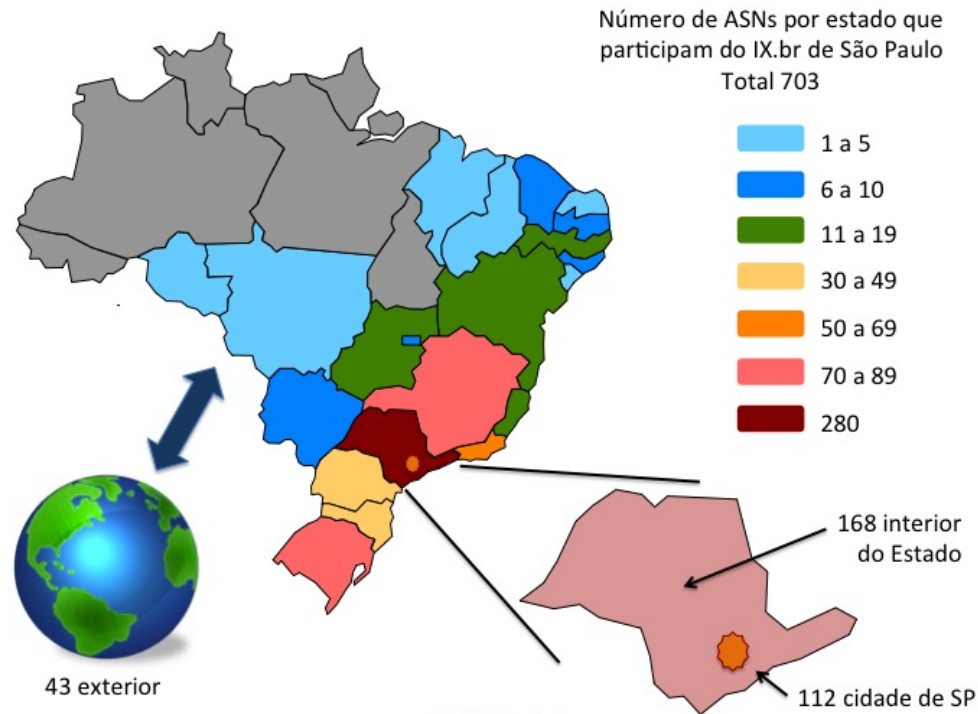 Número de ASNs por estado que
participam do IX.br de São Paulo
Total 703
1 a 5
6 a 10
11 a 19
30 a 49
50 a 69
70 a 89
280
168 interior
do Estado
43 exterior
112 cidade de SP